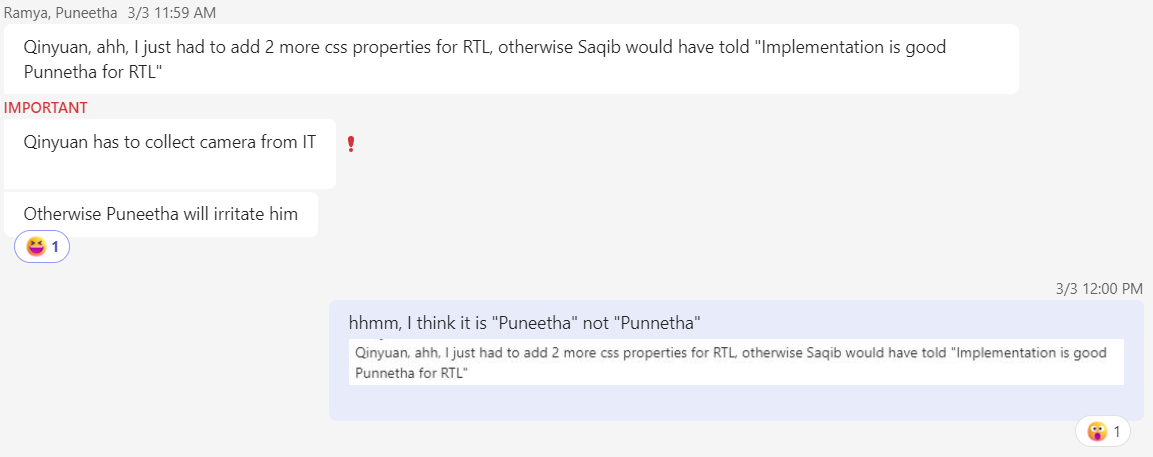 Ramya, Puneetha 3/3 11:59 AM
Qinyuan, ahh, I just had to add 2 more css properties for RTL, otherwise Saqib would have told "Implementation is good
Punnetha for RTL"
IMPORTANT
Qinyuan has to collect camera from IT
Otherwise Puneetha will irritate him
1
3/3 12:00 PM
hhmm, I think it is "Puneetha" not "Punnetha"
Qinyuan, ahh, I just had to add 2 more css properties for RTL, otherwise Saqib would have told "Implementation is good
Punnetha for RTL"
1